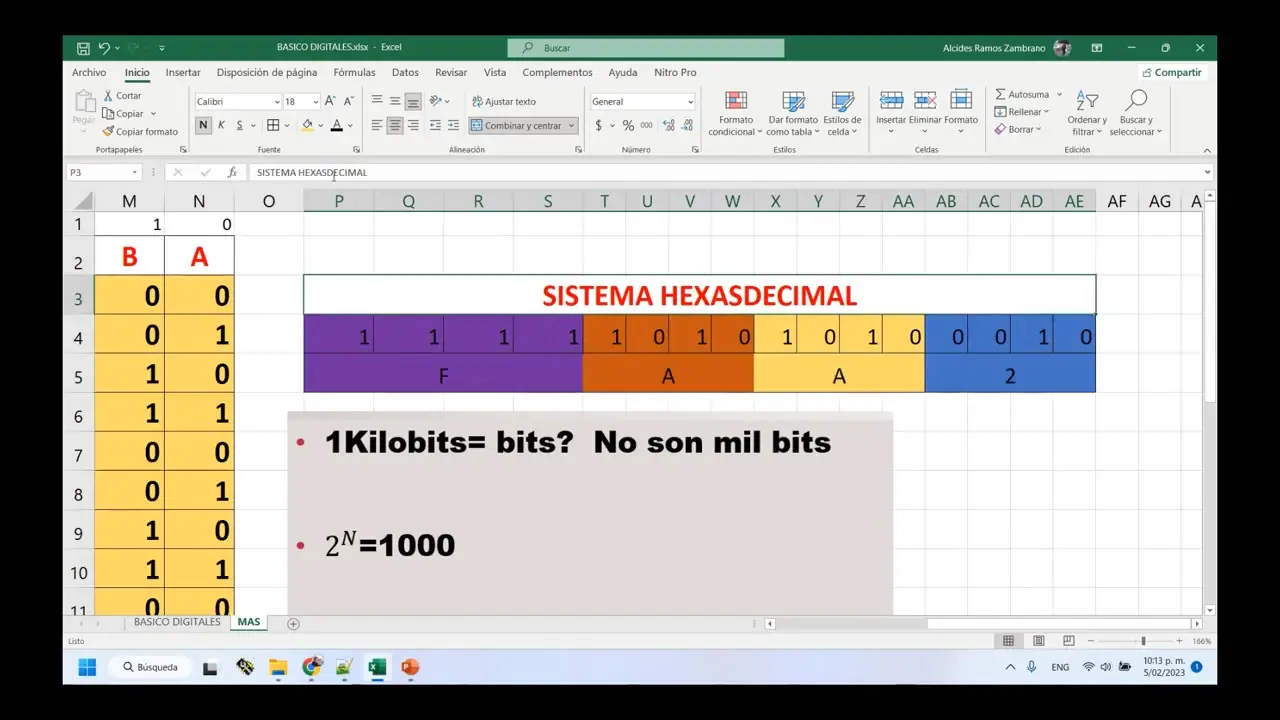 BASICO DIGITALES.xlsx - Excel
Buscar
Alcides Ramos Zambrano
Archivo Inicio Insertar Disposición de página Fórmulas Datos Revisar Vista Complementos Ayuda Nitro Pro Compartir
Pegar
Cortar
Copiar
Copiar formato
Portapapeles
Calibri 18 A A
N K S A
Fuente
Ajustar texto
Combinar y centrar
Alineación
General
$ % 000
Número
Formato condicional
Dar formato como tabla
Estilos de celda
Estilos
Insertar Eliminar Formato
Celdas
Autosuma
Rellenar
Borrar
Ordenar y filtrar
Buscar y seleccionar
Edición
P3 fx SISTEMA HEXASDECIMAL
M N O P Q R S T U V W X Y Z AA AB AC AD AE AF AG A
1 1 0
2 B A
3 0 0 SISTEMA HEXASDECIMAL
4 0 1 1 1 1 1 1 0 1 0 1 0 1 0 0 0 1 0
5 1 0 F A A 2
6 1 1
7 0 0
8 0 1
9 1 0
10 1 1
11 0 0
• 1Kilobits= bits? No son mil bits
• 2^N=1000
BASICO DIGITALES MAS
Listo 166%
Búsqueda
ENG
10:13 p. m.
5/02/2023
1